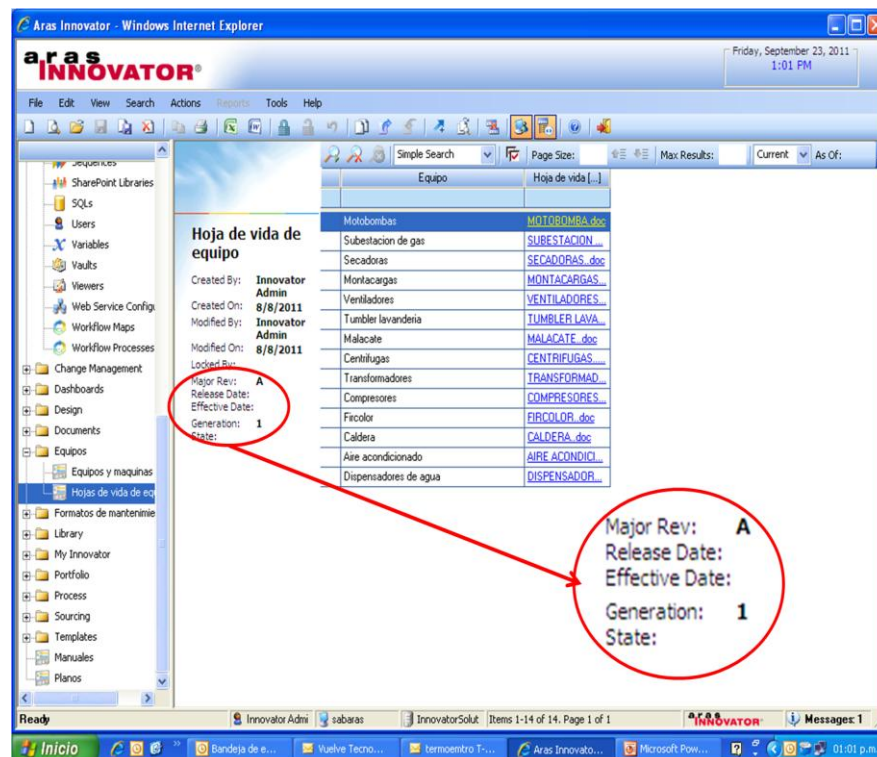 Aras Innovator - Windows Internet Explorer
aras
INNOVATOR®
Friday, September 23, 2011
1:01 PM
File Edit View Search Actions Reports Tools Help
Simple Search Page Size: Max Results: Current As Of:
Sequences
SharePoint Libraries
SQLs
Users
Variables
Vaults
Viewers
Web Service Configu
Workflow Maps
Workflow Processes
Change Management
Dashboards
Design
Documents
Equipos
Equipos y maquinas
Hojas de vida de eq
Formatos de mantenimie
Library
My Innovator
Portfolio
Process
Sourcing
Templates
Manuales
Planos
Hoja de vida de
equipo
Created By: Innovator
Admin
Created On: 8/8/2011
Modified By: Innovator
Admin
Modified On: 8/8/2011
Locked By:
Major Rev: A
Release Date:
Effective Date:
Generation: 1
State:
Equipo Hoja de vida [...]
Motobombas MOTOBOMBA.doc
Subestacion de gas SUBESTACION ...
Secadoras SECADORAS..doc
Montacargas MONTACARGAS...
Ventiladores VENTILADORES...
Tumbler lavanderia TUMBLER LAVA...
Malacate MALACATE..doc
Centrifugas CENTRIFUGAS.....
Transformadores TRANSFORMAD...
Compresores COMPRESORES...
Fircolor FIRCOLOR..doc
Caldera CALDERA..doc
Aire acondicionado AIRE ACONDICI...
Dispensadores de agua DISPENSADOR...
Major Rev: A
Release Date:
Effective Date:
Generation: 1
State:
Ready Innovator Admi sabaras InnovatorSolut Items 1-14 of 14. Page 1 of 1 aras INNOVATOR Messages: 1
Inicio Bandeja de e... Vuelve Tecno... termoemtro T-... Aras Innovato... Microsoft Pow... 01:01 p.m.